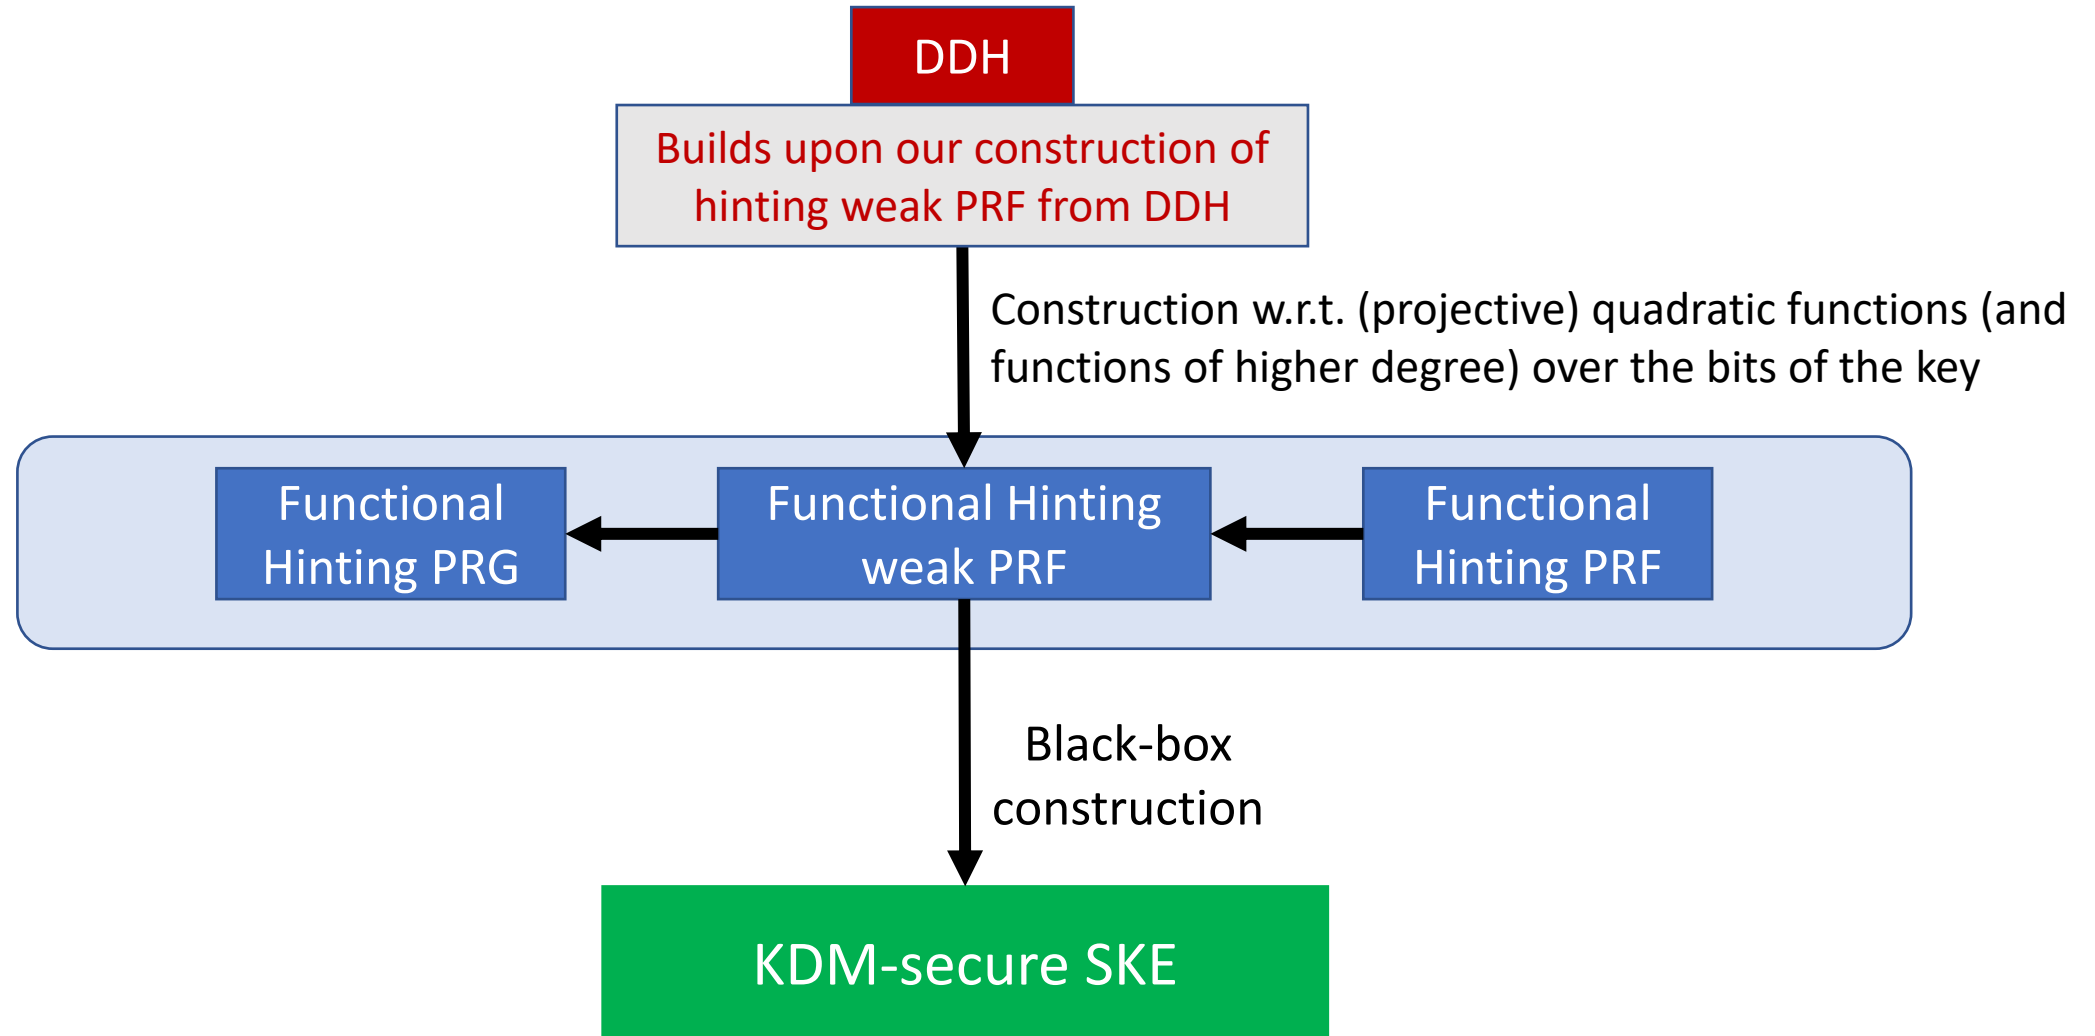 DDH
Builds upon our construction of
hinting weak PRF from DDH
Construction w.r.t. (projective) quadratic functions (and
functions of higher degree) over the bits of the key
Functional
Hinting PRG
Functional Hinting
weak PRF
Functional
Hinting PRF
Black-box
construction
KDM-secure SKE